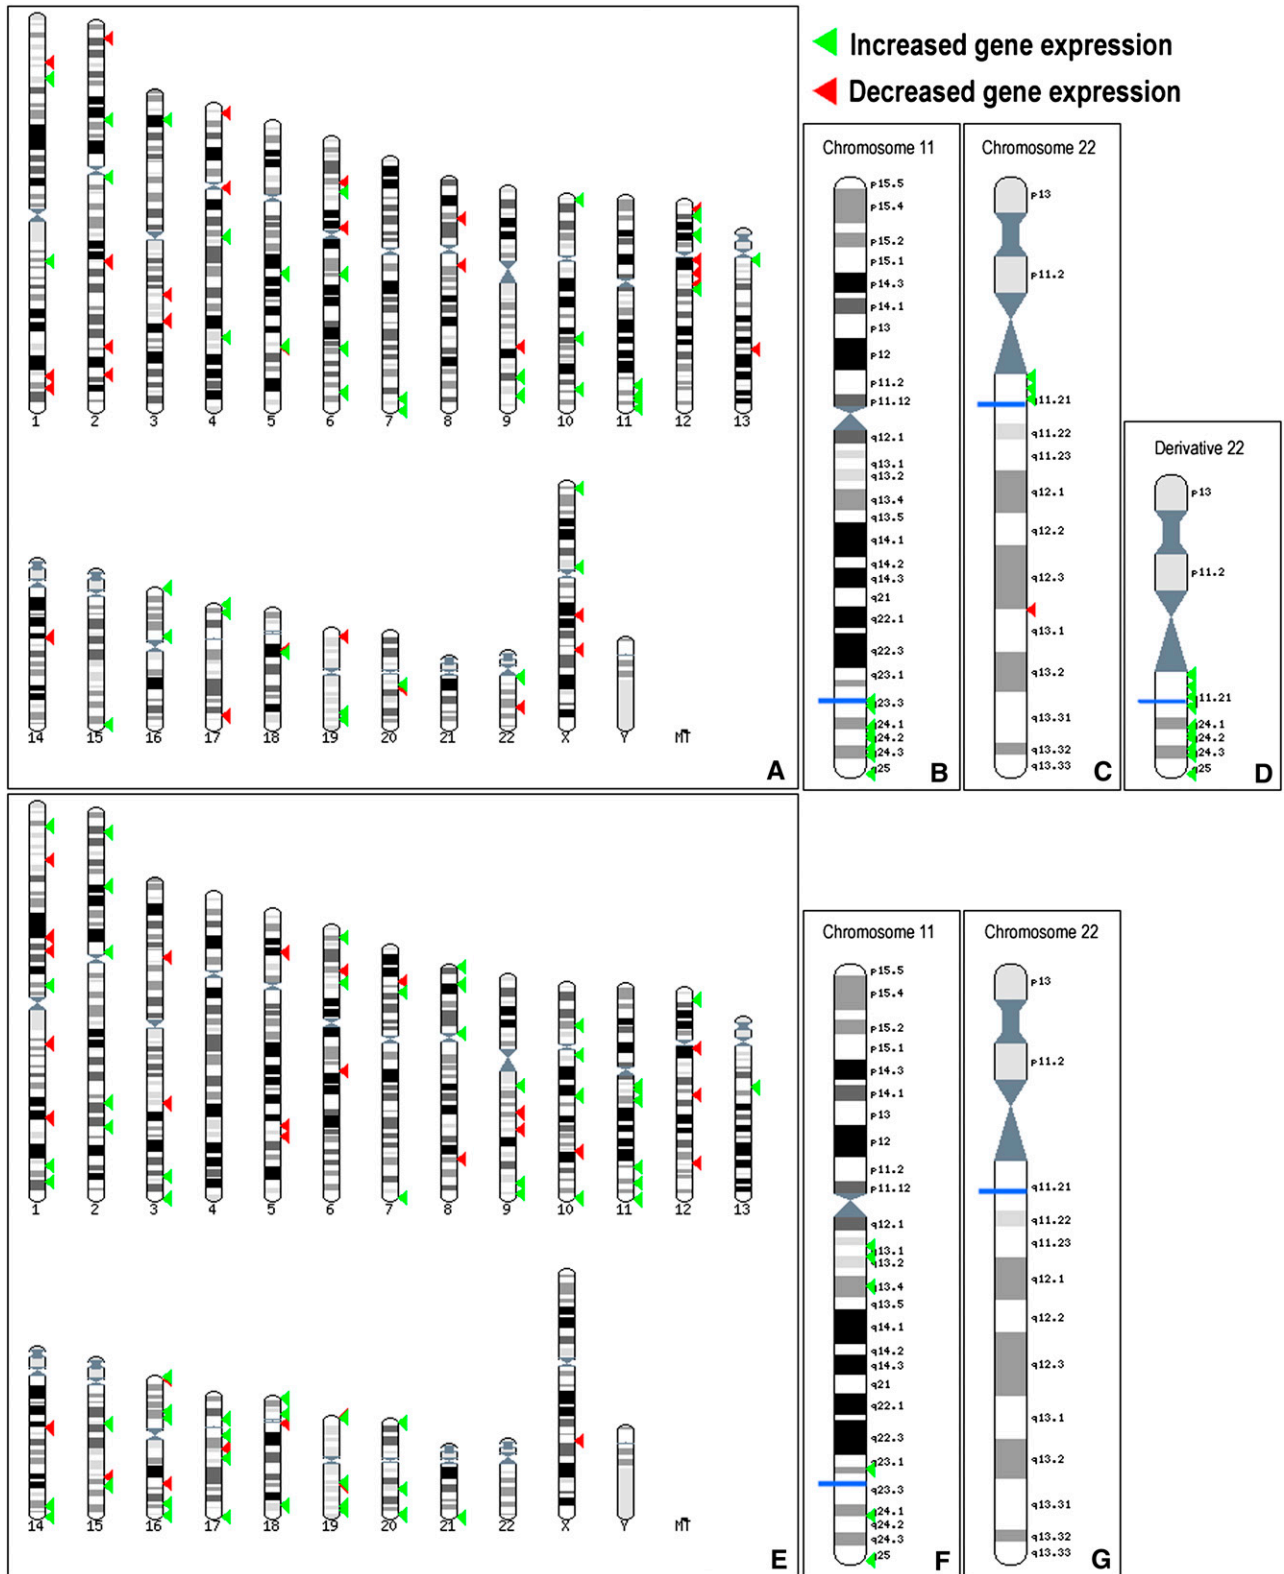 Increased gene expression
Decreased gene expression
1 2 3 4 5 6 7 8 9 10 11 12 13
14 15 16 17 18 19 20 21 22 X Y MT
A
Chromosome 11
p15.5
p15.4
p15.2
p15.1
p14.3
p14.1
p13
p12
p11.2
p11.12
q12.1
q13.1
q13.2
q13.4
q13.5
q14.1
q14.2
q14.3
q21
q22.1
q22.3
q23.1
q23.3
q24.1
q24.2
q24.3
q25
B
Chromosome 22
p13
p11.2
q11.21
q11.22
q11.23
q12.1
q12.2
q12.3
q13.1
q13.2
q13.31
q13.32
q13.33
C
Derivative 22
p13
p11.2
q11.21
q24.1
q24.2
q24.3
q25
D
1 2 3 4 5 6 7 8 9 10 11 12 13
14 15 16 17 18 19 20 21 22 X Y MT
E
Chromosome 11
p15.5
p15.4
p15.2
p15.1
p14.3
p14.1
p13
p12
p11.2
p11.12
q12.1
q13.1
q13.2
q13.4
q13.5
q14.1
q14.2
q14.3
q21
q22.1
q22.3
q23.1
q23.3
q24.1
q24.2
q24.3
q25
F
Chromosome 22
p13
p11.2
q11.21
q11.22
q11.23
q12.1
q12.2
q12.3
q13.1
q13.2
q13.31
q13.32
q13.33
G